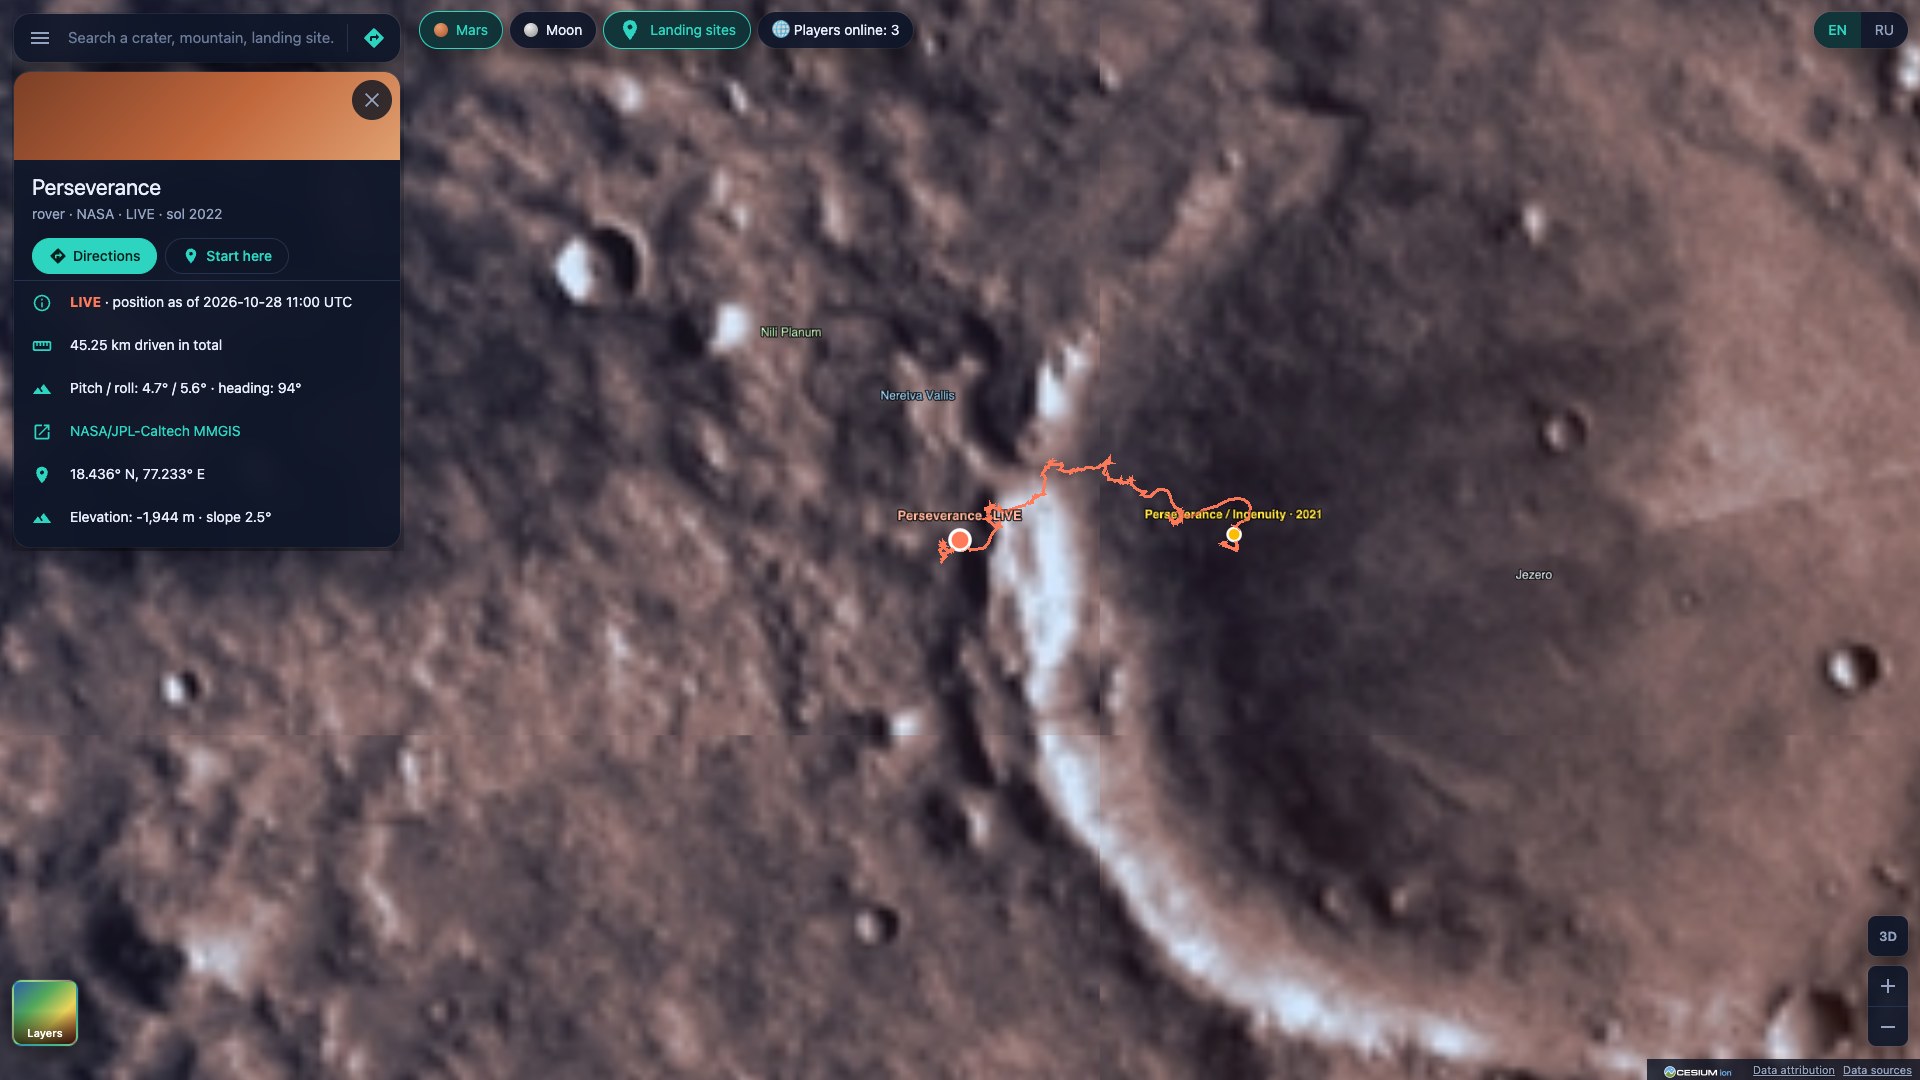 Search a crater, mountain, landing site.
Mars
Moon
Landing sites
Players online: 3
EN
RU
Perseverance
rover · NASA · LIVE · sol 2022
Directions
Start here
LIVE · position as of 2026-10-28 11:00 UTC
45.25 km driven in total
Pitch / roll: 4.7° / 5.6° · heading: 94°
NASA/JPL-Caltech MMGIS
18.436° N, 77.233° E
Elevation: -1,944 m · slope 2.5°
Nili Planum
Neretva Vallis
Perseverance · LIVE
Perseverance / Ingenuity · 2021
Jezero
Layers
3D
CESIUM ion
Data attribution
Data sources